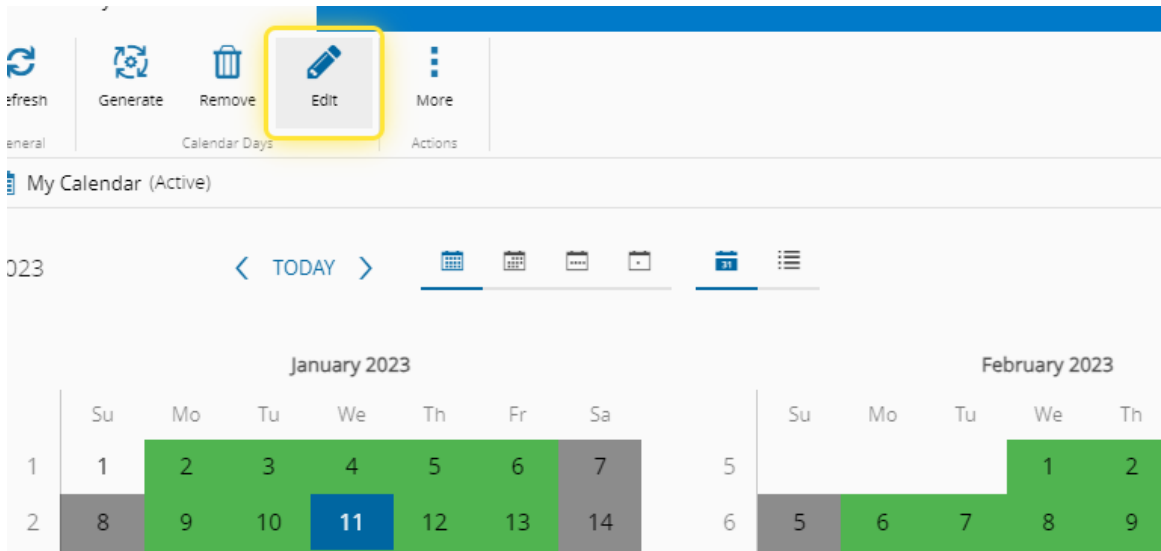 efresh Generate Remove Edit More
eneral Calendar Days Actions
My Calendar (Active)
023 TODAY 31
January 2023 February 2023
Su Mo Tu We Th Fr Sa Su Mo Tu We Th
1 1 2 3 4 5 6 7 5 1 2
2 8 9 10 11 12 13 14 6 5 6 7 8 9